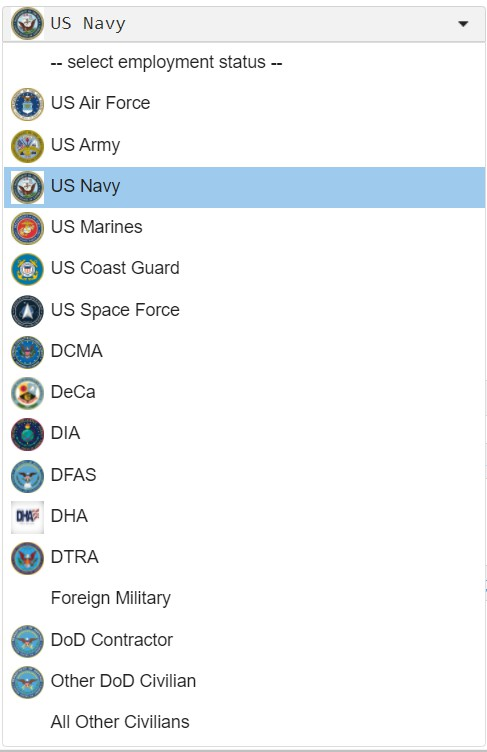 US Navy
-- select employment status --
US Air Force
US Army
US Navy
US Marines
US Coast Guard
US Space Force
DCMA
DeCa
DIA
DFAS
DHA
DHA
DTRA
Foreign Military
DoD Contractor
Other DoD Civilian
All Other Civilians